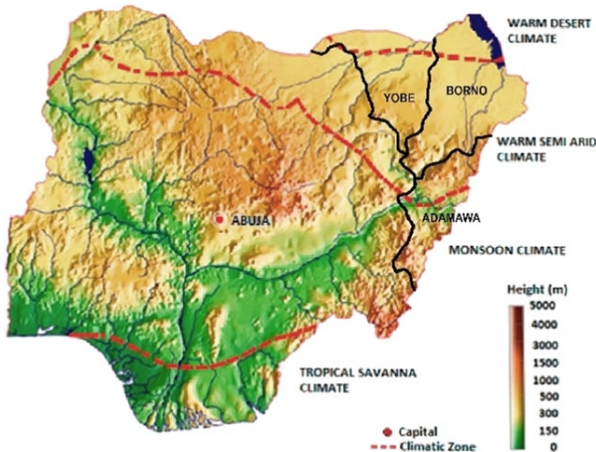 WARM DESERT
CLIMATE
YOBE
BORNO
WARM SEMI ARID
CLIMATE
ABUJA
ADAMAWA
MONSOON CLIMATE
Height (m)
5000
4000
3000
1500
1000
500
300
150
0
TROPICAL SAVANNA
CLIMATE
Capital
Climatic Zone